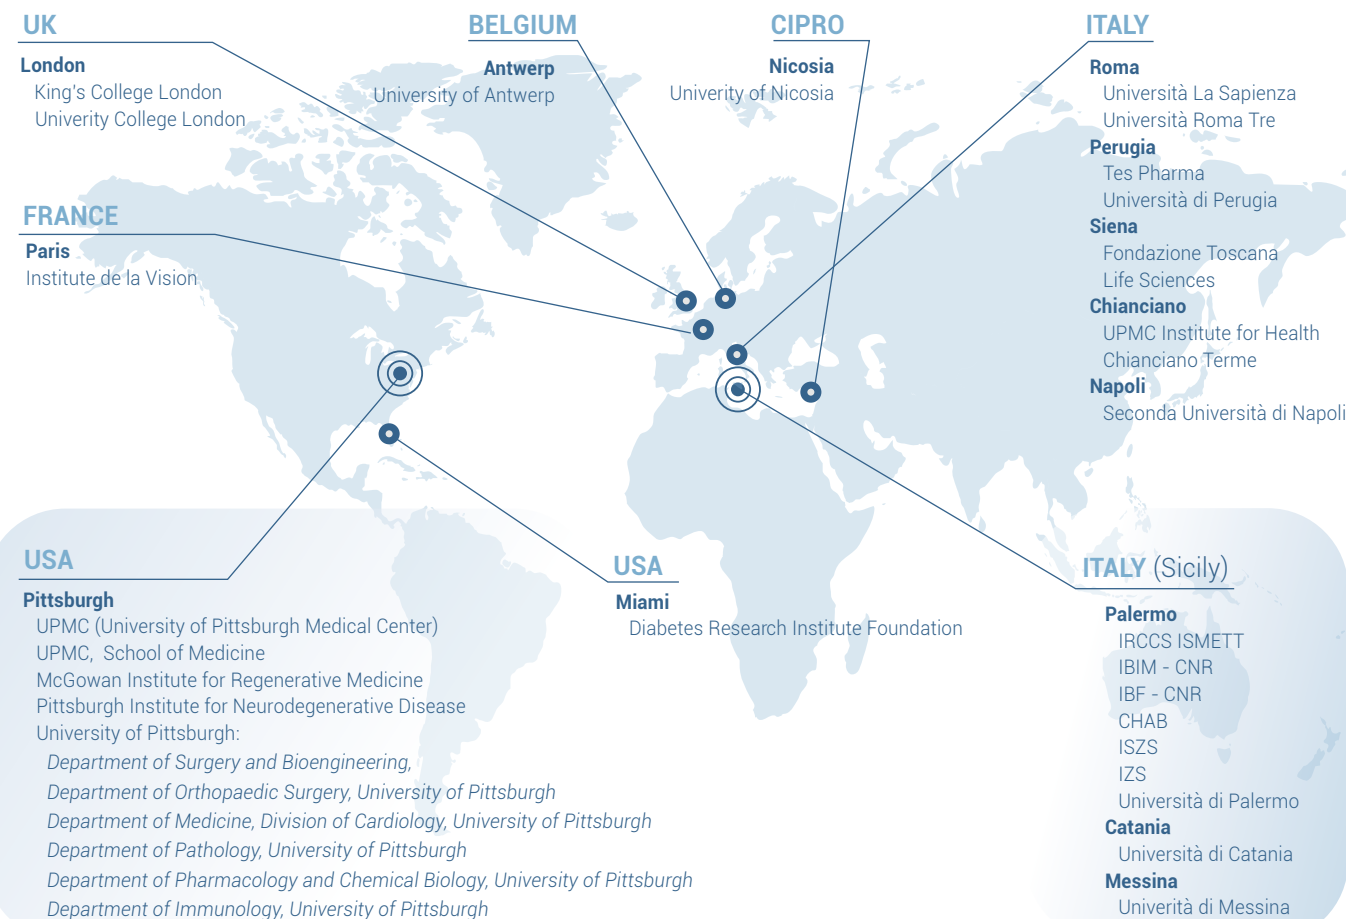 UK
London
King's College London
Univerity College London
BELGIUM
Antwerp
University of Antwerp
CIPRO
Nicosia
Univerity of Nicosia
ITALY
Roma
Università La Sapienza
Università Roma Tre
Perugia
Tes Pharma
Università di Perugia
Siena
Fondazione Toscana
Life Sciences
Chianciano
UPMC Institute for Health
Chianciano Terme
Napoli
Seconda Università di Napoli
FRANCE
Paris
Institute de la Vision
USA
Pittsburgh
UPMC (University of Pittsburgh Medical Center)
UPMC, School of Medicine
McGowan Institute for Regenerative Medicine
Pittsburgh Institute for Neurodegenerative Disease
University of Pittsburgh:
Department of Surgery and Bioengineering,
Department of Orthopaedic Surgery, University of Pittsburgh
Department of Medicine, Division of Cardiology, University of Pittsburgh
Department of Pathology, University of Pittsburgh
Department of Pharmacology and Chemical Biology, University of Pittsburgh
Department of Immunology, University of Pittsburgh
USA
Miami
Diabetes Research Institute Foundation
ITALY (Sicily)
Palermo
IRCCS ISMETT
IBIM - CNR
IBF - CNR
CHAB
ISZS
IZS
Università di Palermo
Catania
Università di Catania
Messina
Univerità di Messina